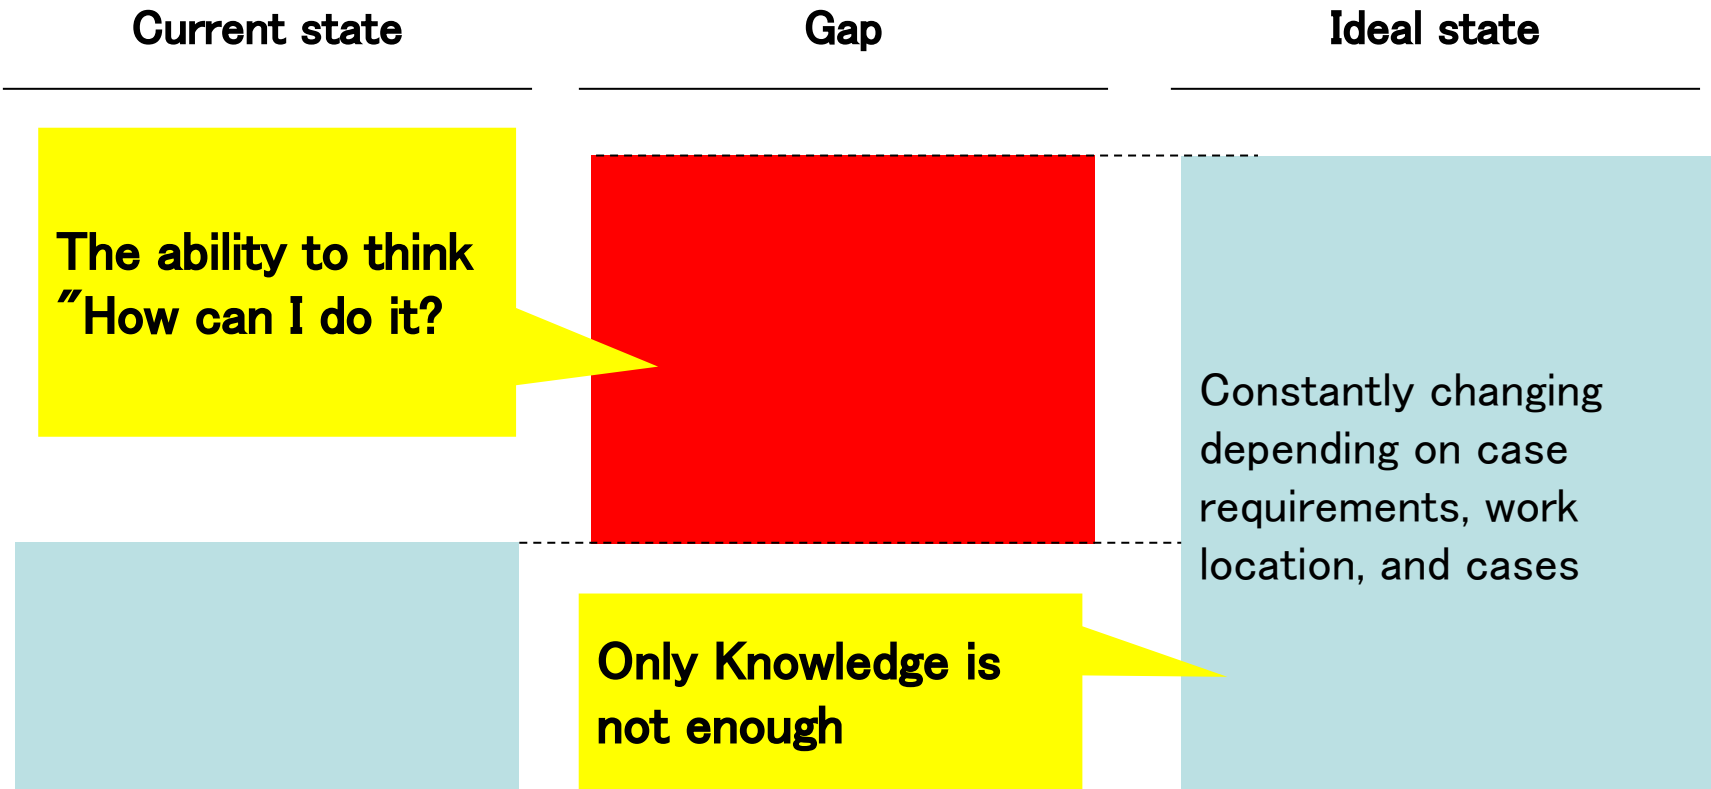 Current state
Gap
Ideal state
The ability to think
"How can I do it?
Constantly changing
depending on case
requirements, work
location, and cases
Only Knowledge is
not enough